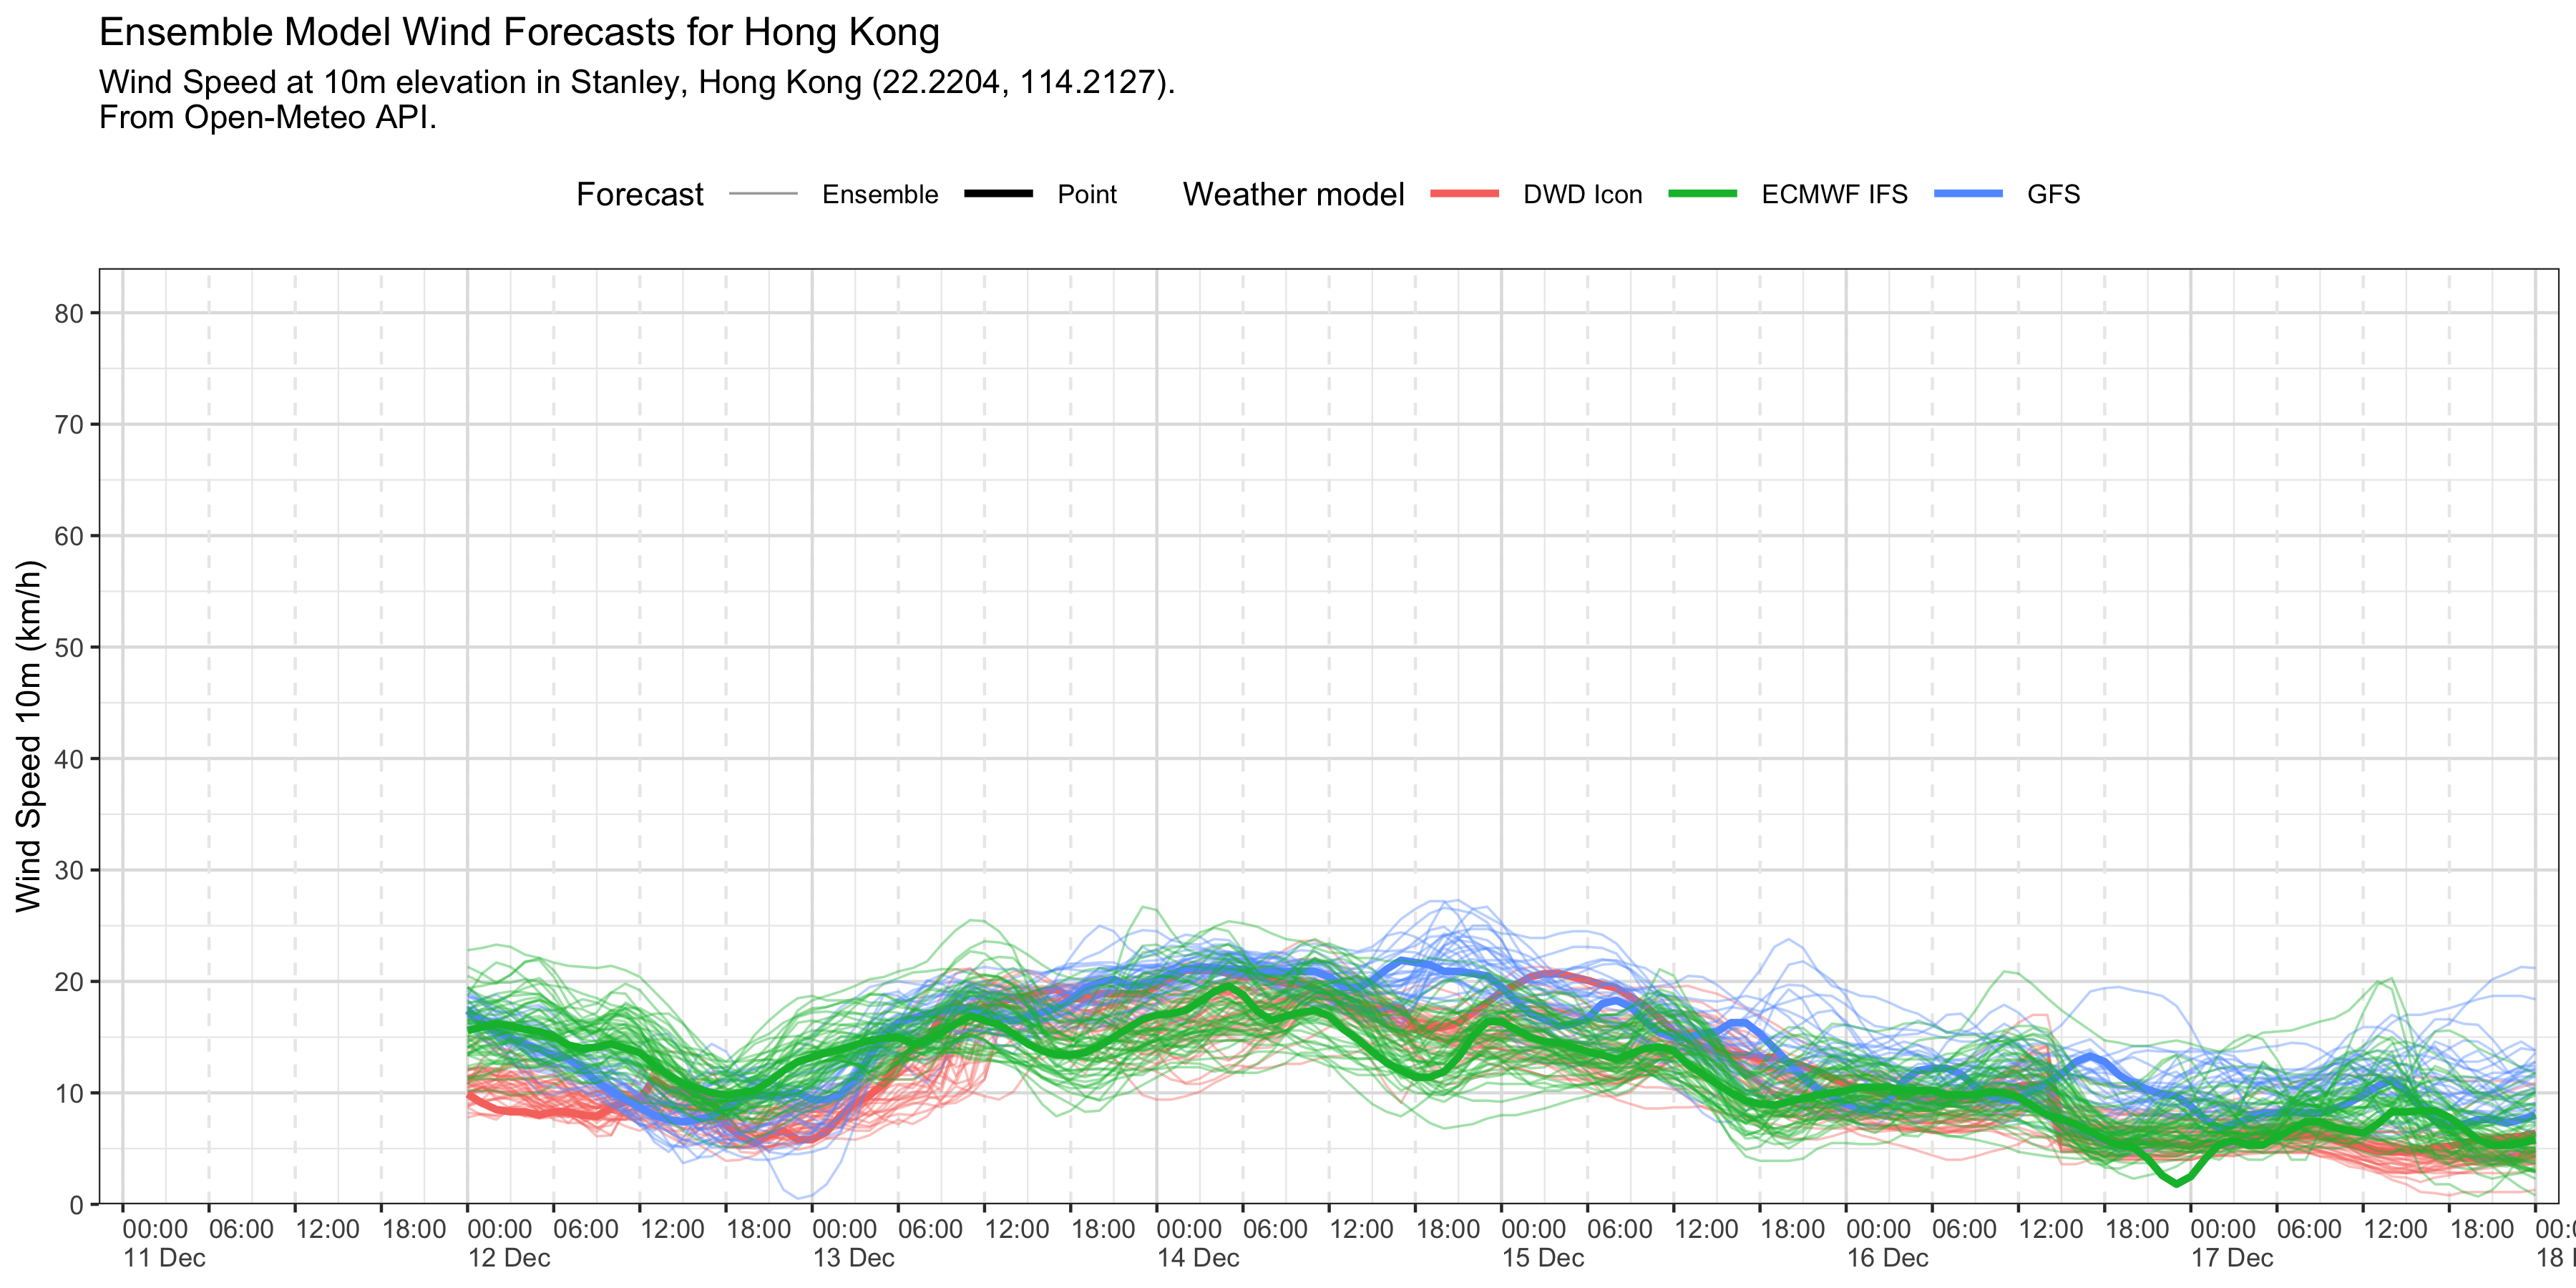 Ensemble Model Wind Forecasts for Hong Kong
Wind Speed at 10m elevation in Stanley, Hong Kong (22.2204, 114.2127).
From Open-Meteo API.
Forecast Ensemble Point Weather model DWD Icon ECMWF IFS GFS
Wind Speed 10m (km/h)
80
70
60
50
40
30
20
10
0
00:00 06:00 12:00 18:00 00:00 06:00 12:00 18:00 00:00 06:00 12:00 18:00 00:00 06:00 12:00 18:00 00:00 06:00 12:00 18:00 00:00 06:00 12:00 18:00 00:00 06:00 12:00 18:00
11 Dec 12 Dec 13 Dec 14 Dec 15 Dec 16 Dec 17 Dec 18